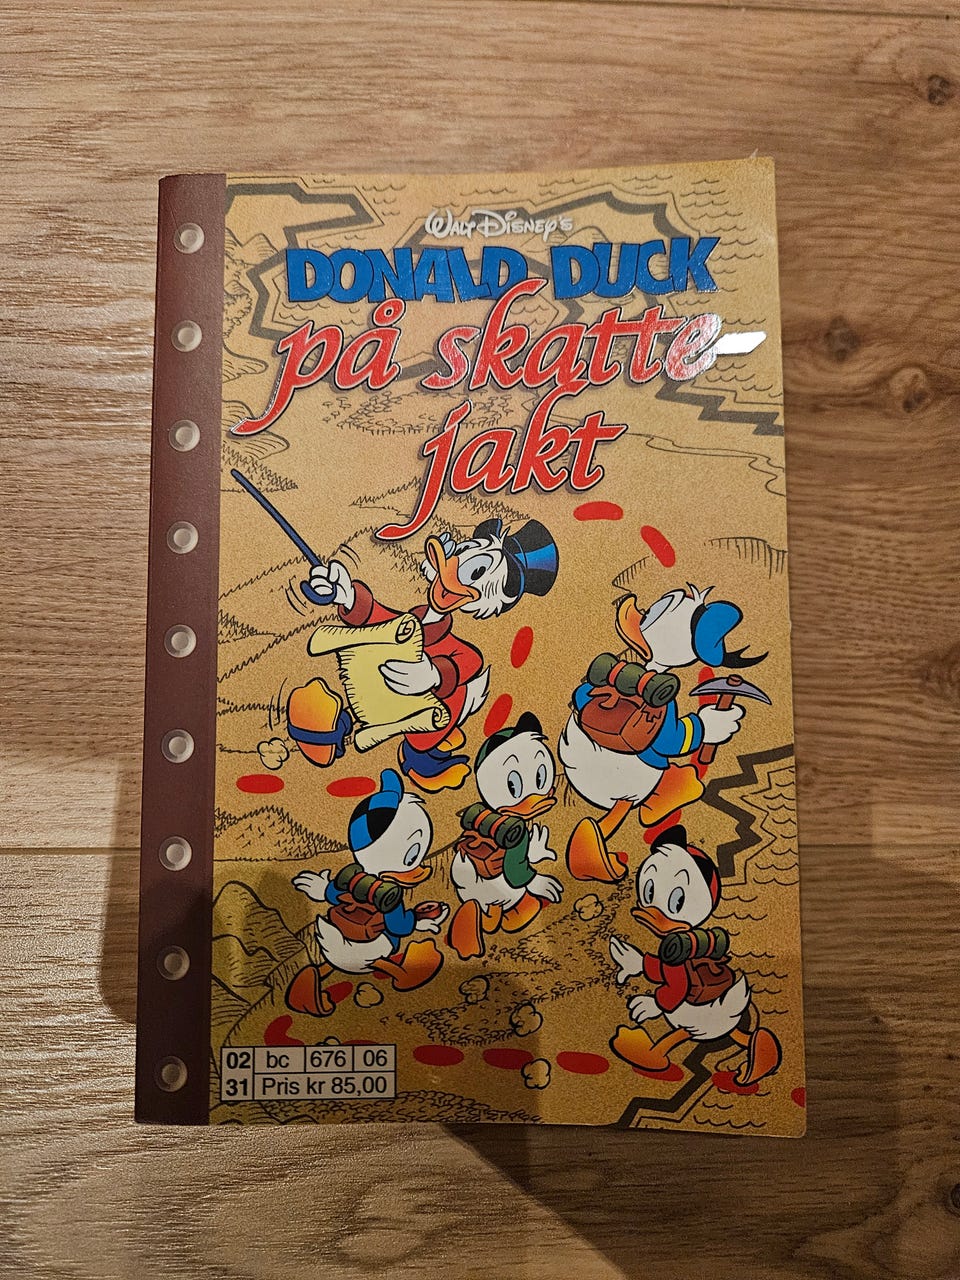 WALT DISNEY'S
DONALD DUCK
på skatte
jakt
02 bc 676 06
31 Pris kr 85,00